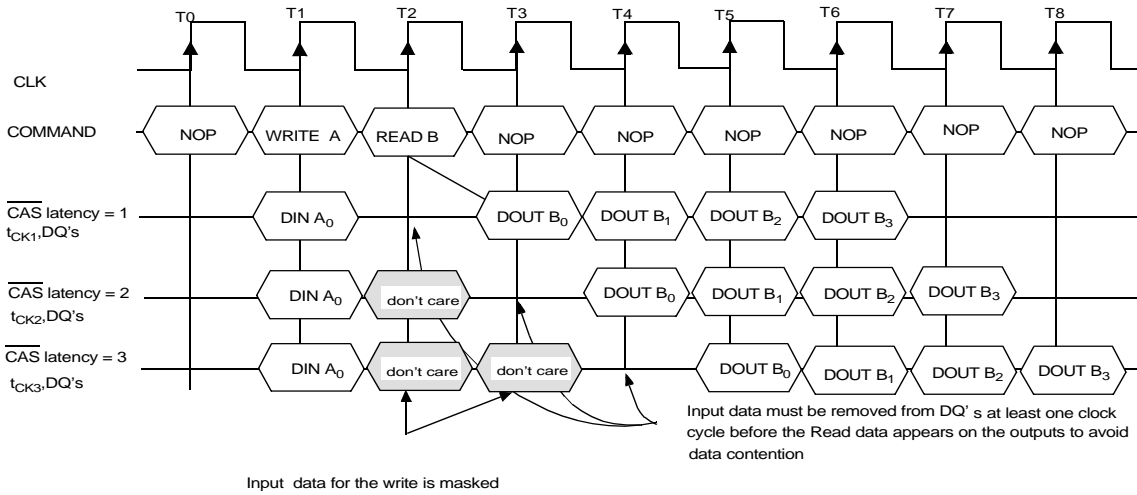 T0 T1 T2 T3 T4 T5 T6 T7 T8
CLK
COMMAND NOP WRITE A READ B NOP NOP NOP NOP NOP NOP
CAS latency = 1
tCK1,DQ's
DIN A0 DOUT B0 DOUT B1 DOUT B2 DOUT B3
CAS latency = 2
tCK2,DQ's
DIN A0 don't care DOUT B0 DOUT B1 DOUT B2 DOUT B3
CAS latency = 3
tCK3,DQ's
DIN A0 don't care don't care DOUT B0 DOUT B1 DOUT B2 DOUT B3
Input data must be removed from DQ' s at least one clock
cycle before the Read data appears on the outputs to avoid
data contention
Input data for the write is masked